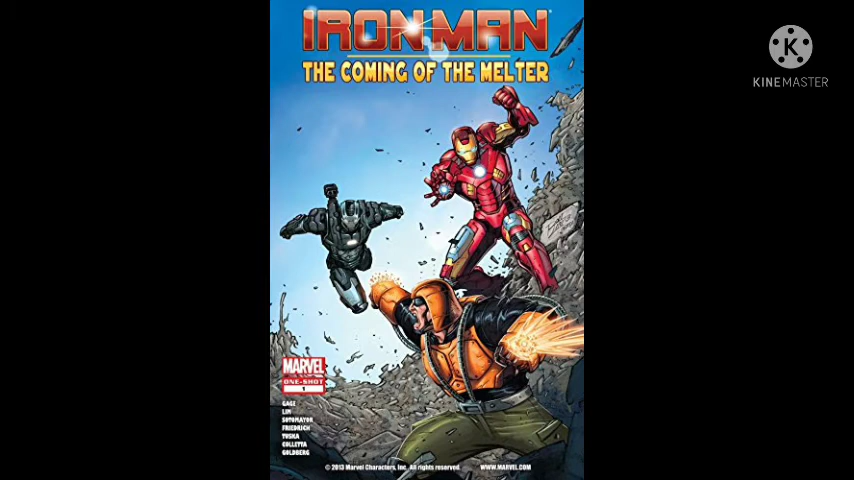 IRON MAN
THE COMING OF THE MELTER
K
KINEMASTER
MARVEL
ONE-SHOT
1
GAGE
LIM
SOTOMAYOR
FRIEDRICH
TUSKA
COLLETTA
GOLDBERG
© 2013 Marvel Characters, Inc. All rights reserved. WWW.MARVEL.COM